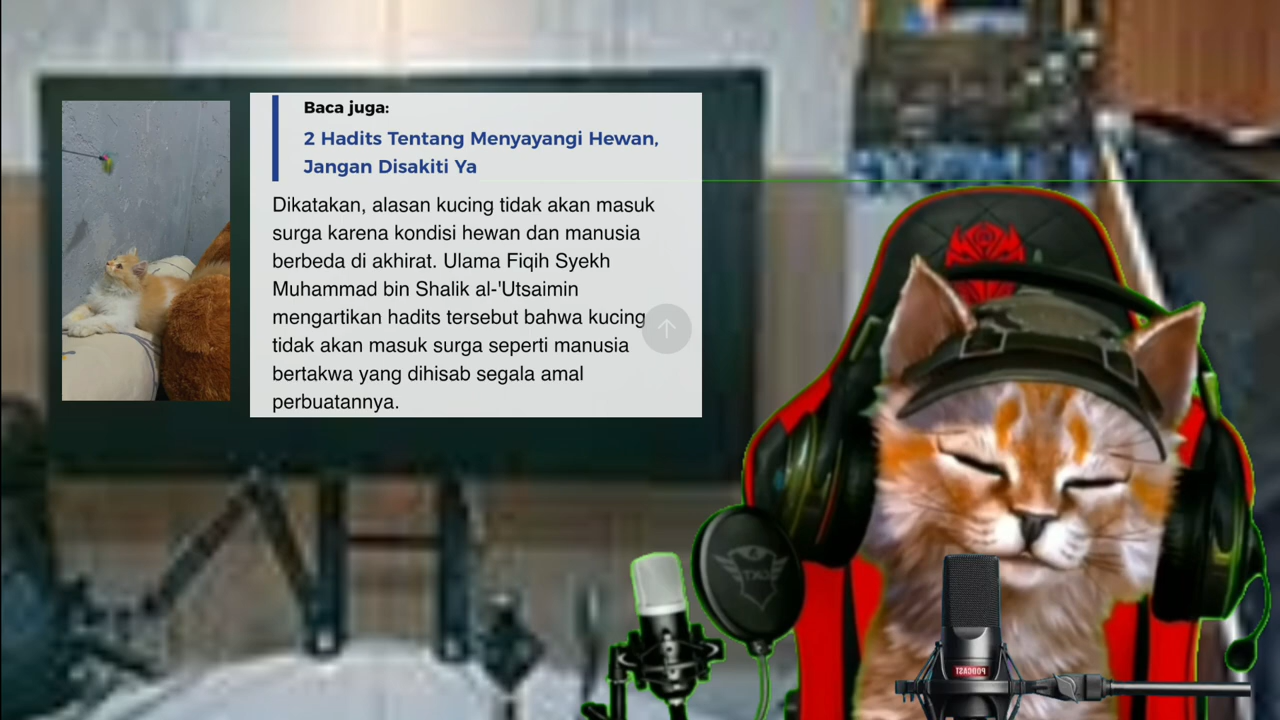 Baca juga:
2 Hadits Tentang Menyayangi Hewan,
Jangan Disakiti Ya
Dikatakan, alasan kucing tidak akan masuk
surga karena kondisi hewan dan manusia
berbeda di akhirat. Ulama Fiqih Syekh
Muhammad bin Shalik al-'Utsaimin
mengartikan hadits tersebut bahwa kucing
tidak akan masuk surga seperti manusia
bertakwa yang dihisab segala amal
perbuatannya.
PODCAST